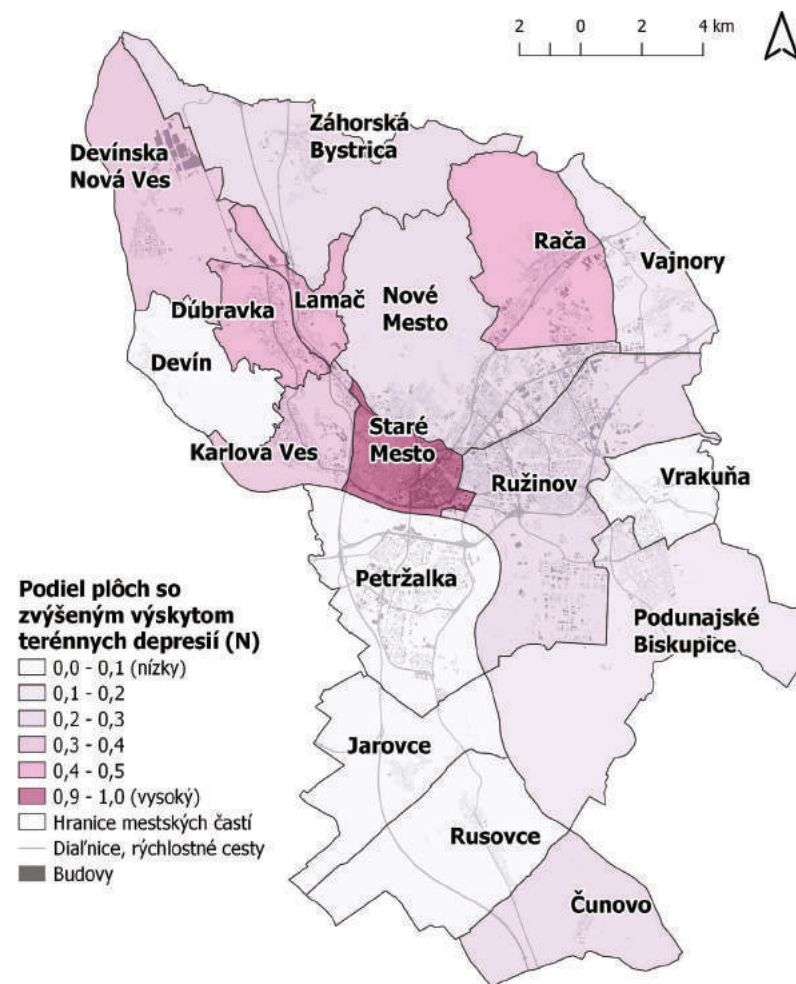 2 0 2 4 km
Záhorská
Bystrica
Devínska
Nová Ves
Rača
Vajnory
Lamač
Nové
Mesto
Dúbravka
Devín
Staré
Mesto
Karlova Ves
Ružinov
Vrakuňa
Petržalka
Podunajské
Biskupice
Jarovce
Rusovce
Čunovo
Podiel plôch so
zvýšeným výskytom
terénnych depresií (N)
0,0 - 0,1 (nízky)
0,1 - 0,2
0,2 - 0,3
0,3 - 0,4
0,4 - 0,5
0,9 - 1,0 (vysoký)
Hranice mestských častí
Diaľnice, rýchlostné cesty
Budovy